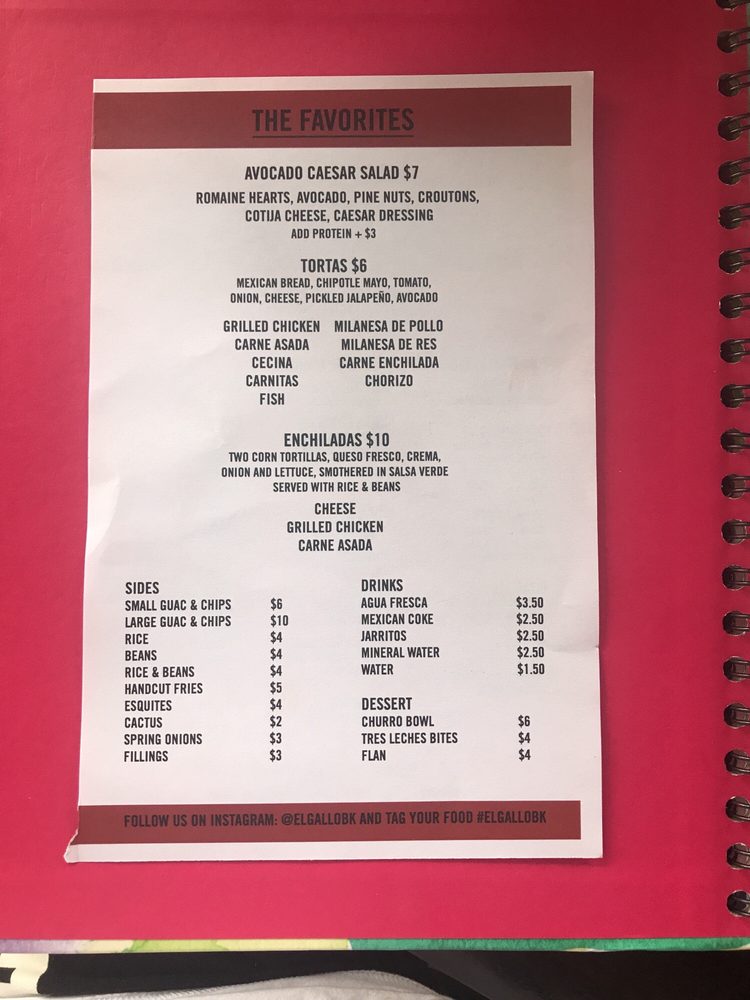 THE FAVORITES
AVOCADO CAESAR SALAD $7
ROMAINE HEARTS, AVOCADO, PINE NUTS, CROUTONS,
COTIJA CHEESE, CAESAR DRESSING
ADD PROTEIN + $3
TORTAS $6
MEXICAN BREAD, CHIPOTLE MAYO, TOMATO,
ONION, CHEESE, PICKLED JALAPEÑO, AVOCADO
GRILLED CHICKEN
CARNE ASADA
CECINA
CARNITAS
FISH
MILANESA DE POLLO
MILANESA DE RES
CARNE ENCHILADA
CHORIZO
ENCHILADAS $10
TWO CORN TORTILLAS, QUESO FRESCO, CREMA,
ONION AND LETTUCE, SMOTHERED IN SALSA VERDE
SERVED WITH RICE & BEANS
CHEESE
GRILLED CHICKEN
CARNE ASADA
SIDES
SMALL GUAC & CHIPS $6
LARGE GUAC & CHIPS $10
RICE $4
BEANS $4
RICE & BEANS $4
HANDCUT FRIES $5
ESQUITES $4
CACTUS $2
SPRING ONIONS $3
FILLINGS $3
DRINKS
AGUA FRESCA $3.50
MEXICAN COKE $2.50
JARRITOS $2.50
MINERAL WATER $2.50
WATER $1.50
DESSERT
CHURRO BOWL $6
TRES LECHES BITES $4
FLAN $4
FOLLOW US ON INSTAGRAM: @ELGALLOBK AND TAG YOUR FOOD #ELGALLOBK